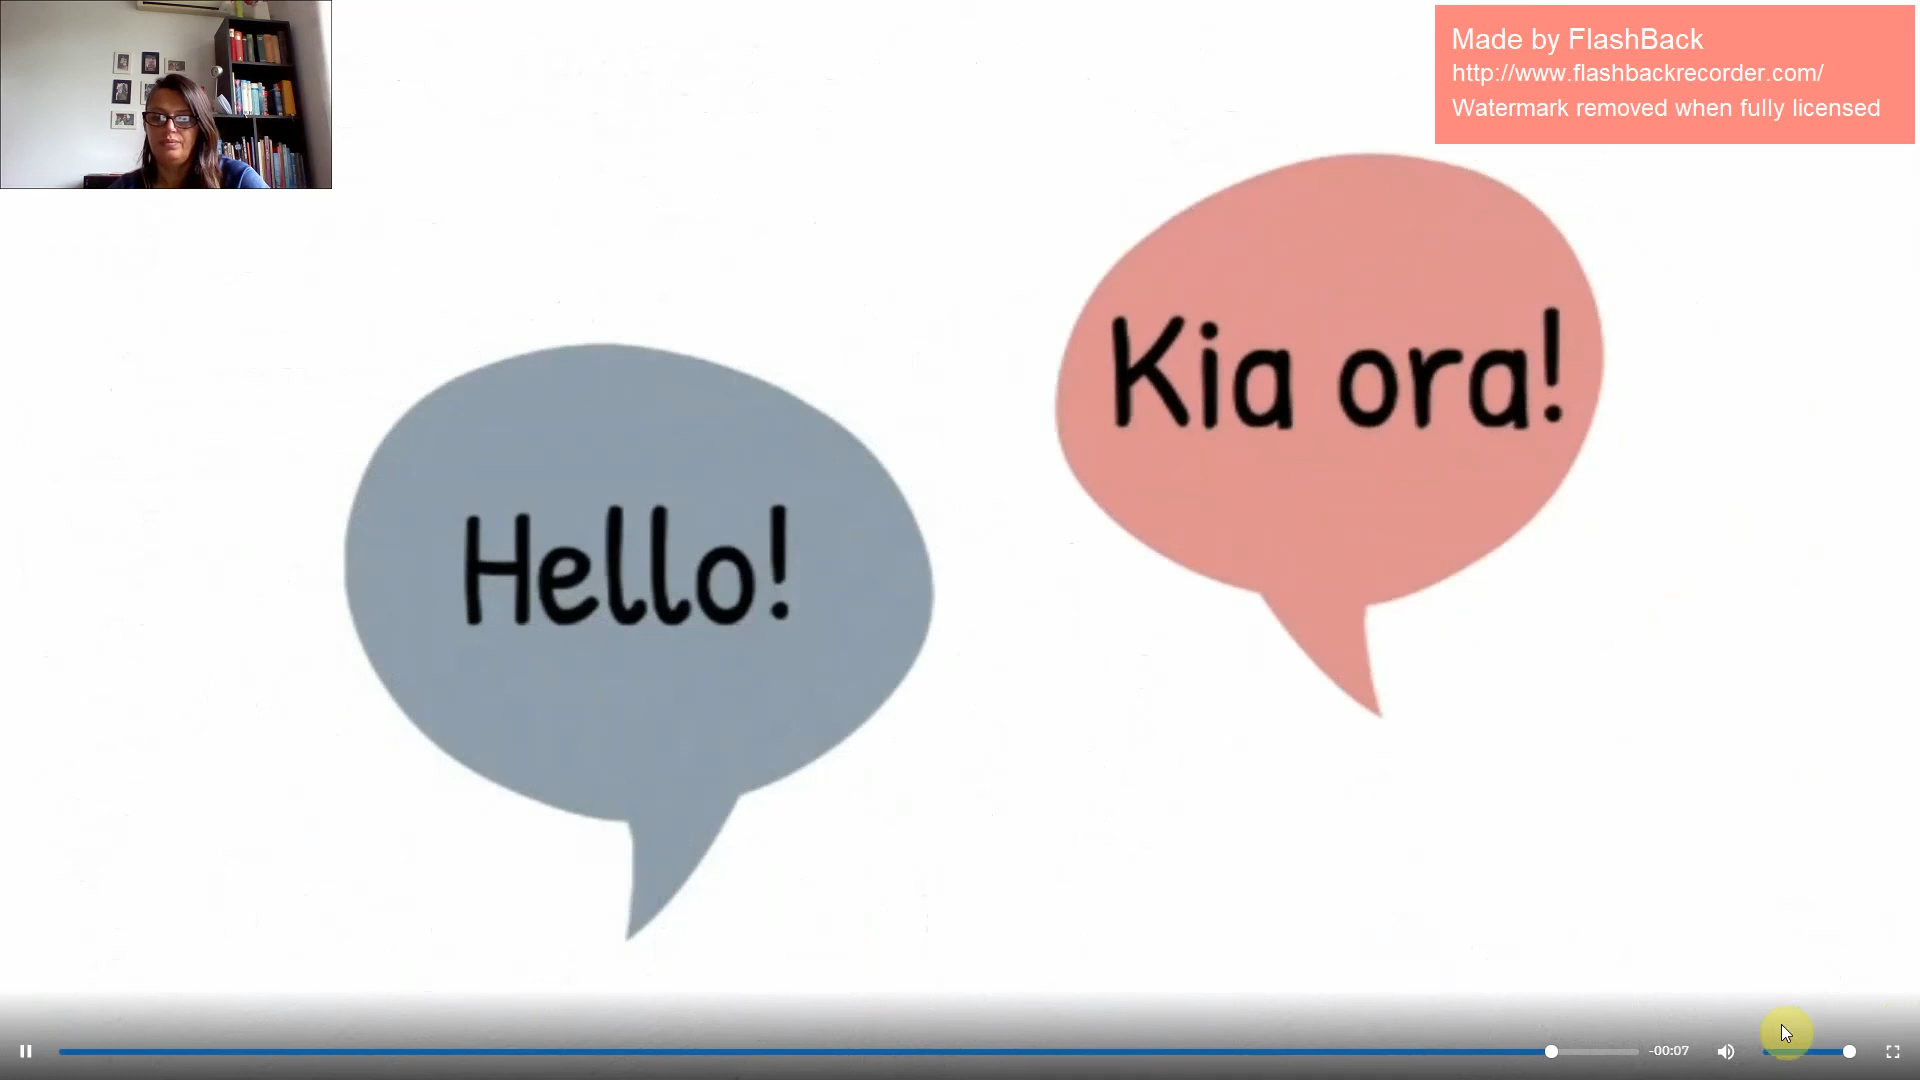 Made by FlashBack
http://www.flashbackrecorder.com/
Watermark removed when fully licensed
Kia ora!
Hello!
-00:07